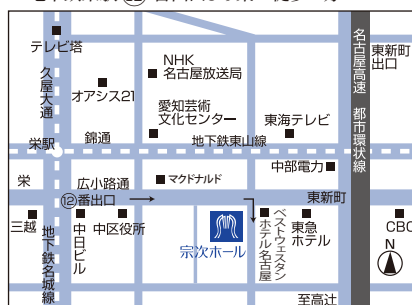 テレビ塔
久屋大通
オアシス21
NHK
名古屋放送局
愛知芸術
文化センター
東海テレビ
名古屋高速 都市環状線
東新町
出口
栄駅
錦通
地下鉄東山線
中部電力
栄
広小路通
マクドナルド
⑫番出口
東新町
三越
地下鉄名城線
中日ビル
中区役所
宗次ホール
ベストウェスタン
ホテル名古屋
東急
ホテル
CBC
N
至高辻